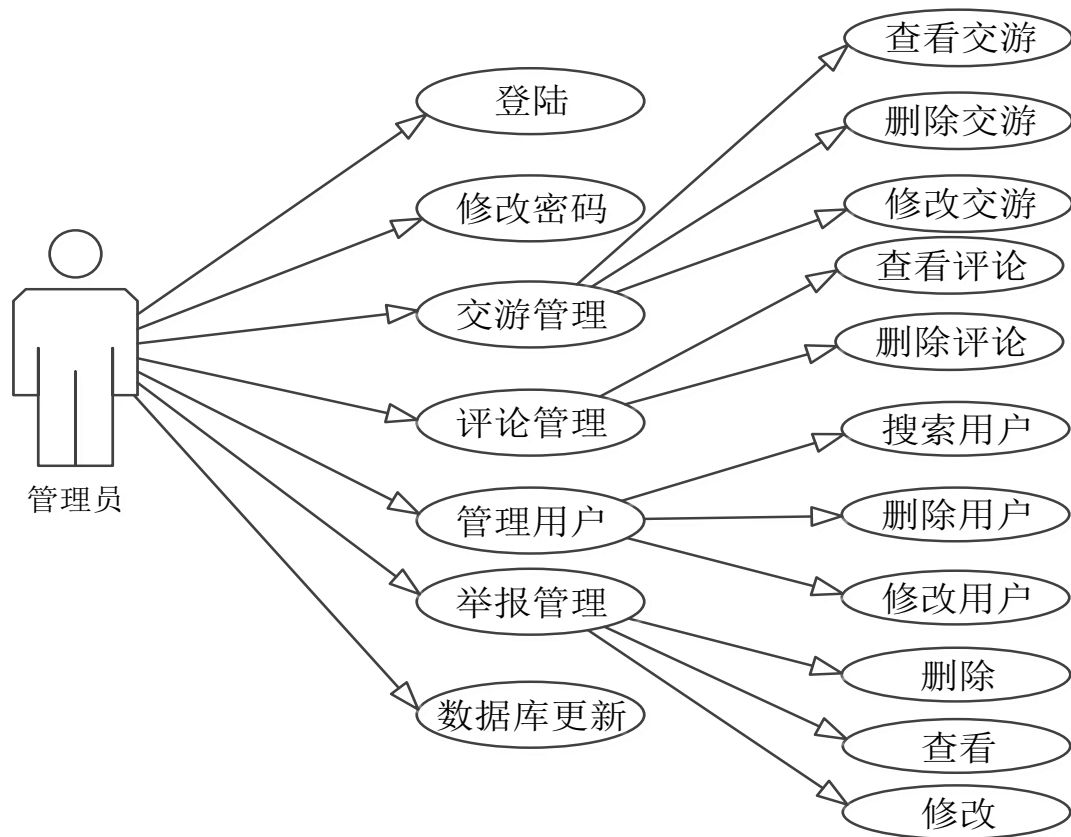 管理员
登陆
修改密码
交游管理
评论管理
管理用户
举报管理
数据库更新
查看交游
删除交游
修改交游
查看评论
删除评论
搜索用户
删除用户
修改用户
删除
查看
修改